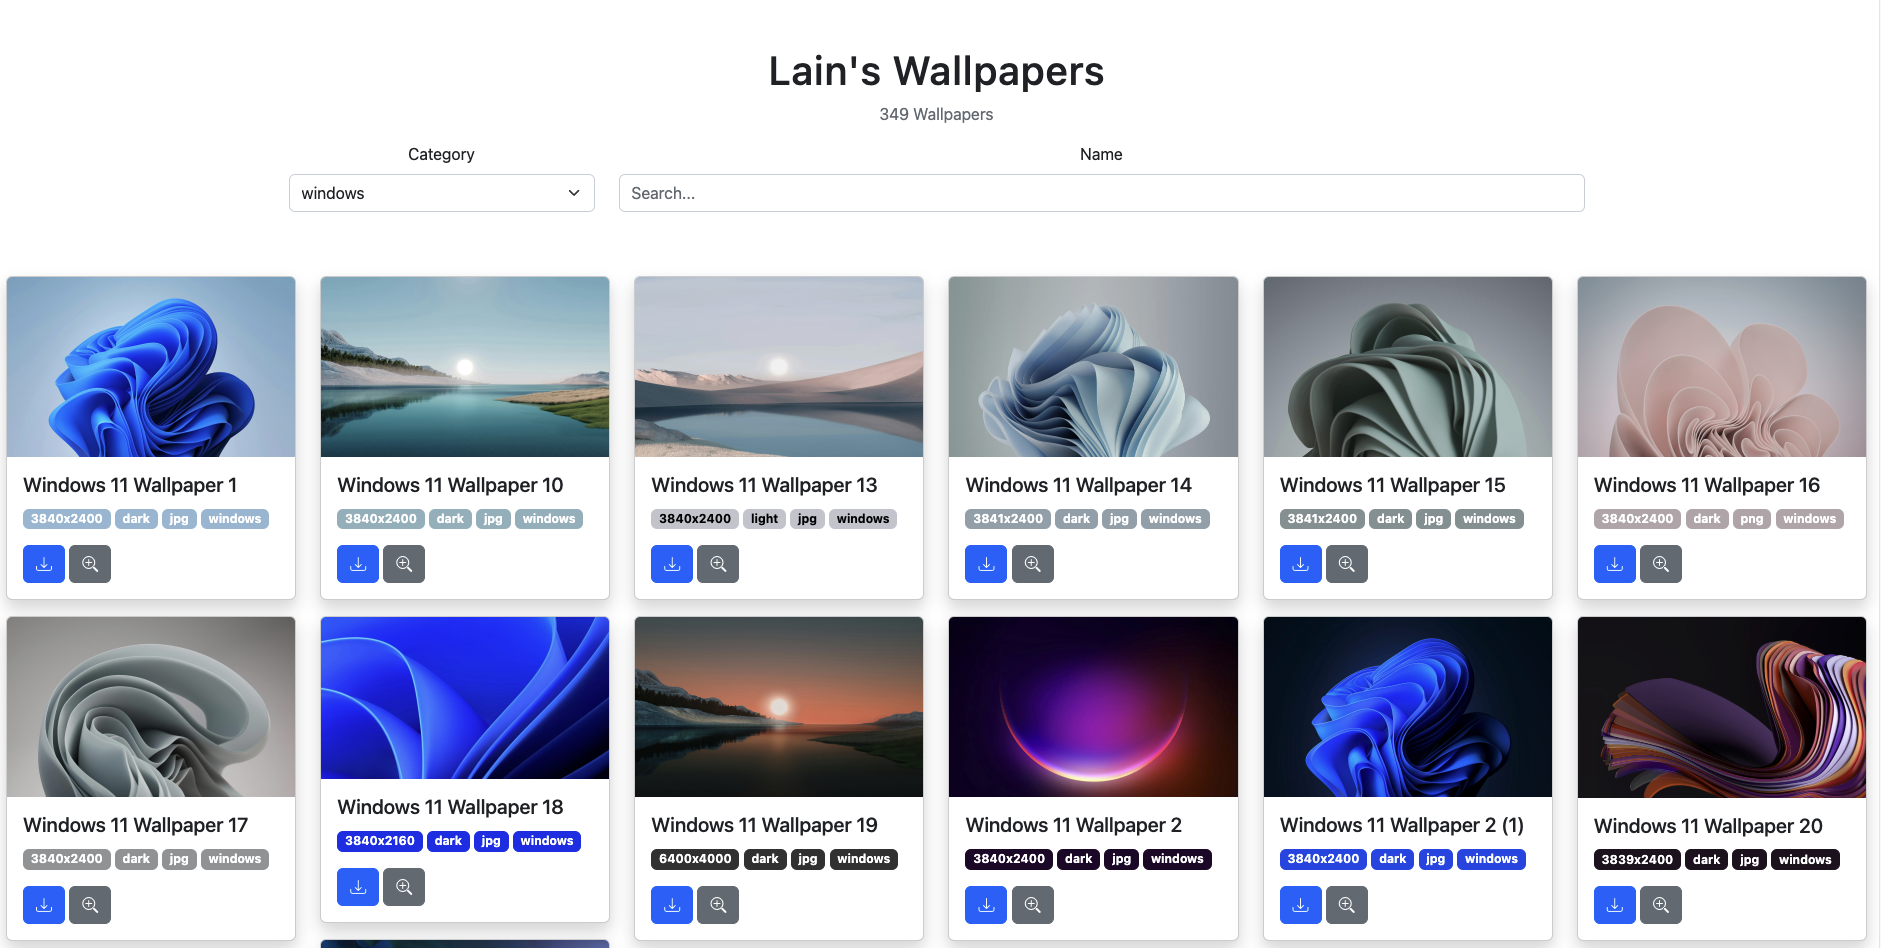 Lain's Wallpapers
349 Wallpapers
Category
Name
windows
Search...
Windows 11 Wallpaper 1
3840x2400 dark jpg windows
Windows 11 Wallpaper 10
3840x2400 dark jpg windows
Windows 11 Wallpaper 13
3840x2400 light jpg windows
Windows 11 Wallpaper 14
3841x2400 dark jpg windows
Windows 11 Wallpaper 15
3841x2400 dark jpg windows
Windows 11 Wallpaper 16
3840x2400 dark png windows
Windows 11 Wallpaper 17
3840x2400 dark jpg windows
Windows 11 Wallpaper 18
3840x2160 dark jpg windows
Windows 11 Wallpaper 19
6400x4000 dark jpg windows
Windows 11 Wallpaper 2
3840x2400 dark jpg windows
Windows 11 Wallpaper 2 (1)
3840x2400 dark jpg windows
Windows 11 Wallpaper 20
3839x2400 dark jpg windows